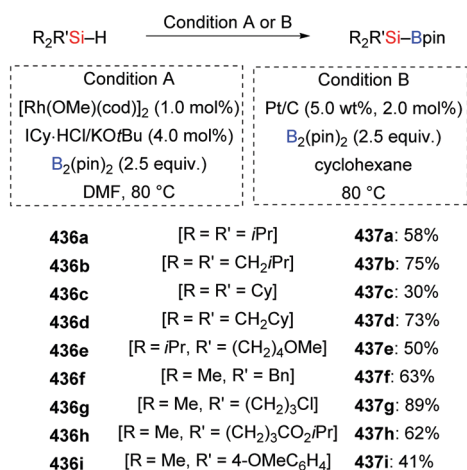 Condition A or B
R₂R'Si–H
R₂R'Si–Bpin
Condition A
[Rh(OMe)(cod)]₂ (1.0 mol%)
ICy·HCl/KOtBu (4.0 mol%)
B₂(pin)₂ (2.5 equiv.)
DMF, 80 °C
Condition B
Pt/C (5.0 wt%, 2.0 mol%)
B₂(pin)₂ (2.5 equiv.)
cyclohexane
80 °C
436a [R = R' = iPr] 437a: 58%
436b [R = R' = CH₂iPr] 437b: 75%
436c [R = R' = Cy] 437c: 30%
436d [R = R' = CH₂Cy] 437d: 73%
436e [R = iPr, R' = (CH₂)₄OMe] 437e: 50%
436f [R = Me, R' = Bn] 437f: 63%
436g [R = Me, R' = (CH₂)₃Cl] 437g: 89%
436h [R = Me, R' = (CH₂)₃CO₂iPr] 437h: 62%
436i [R = Me, R' = 4-OMeC₆H₄] 437i: 41%